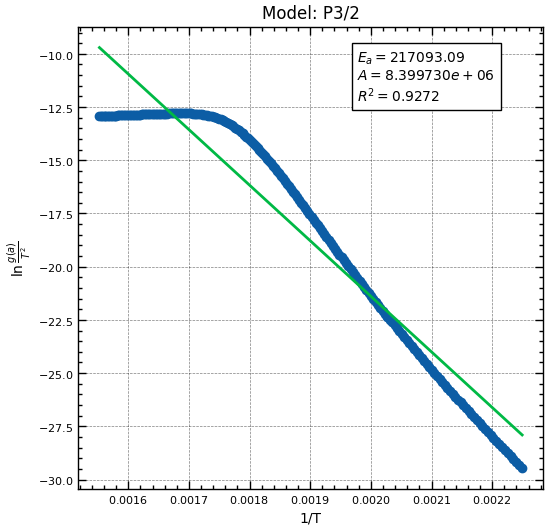 Model: P3/2
E_a = 217093.09
A = 8.399730e + 06
R^2 = 0.9272
−10.0
−12.5
−15.0
−17.5
−20.0
−22.5
−25.0
−27.5
−30.0
ln g(a)/T^2
0.0016 0.0017 0.0018 0.0019 0.0020 0.0021 0.0022
1/T